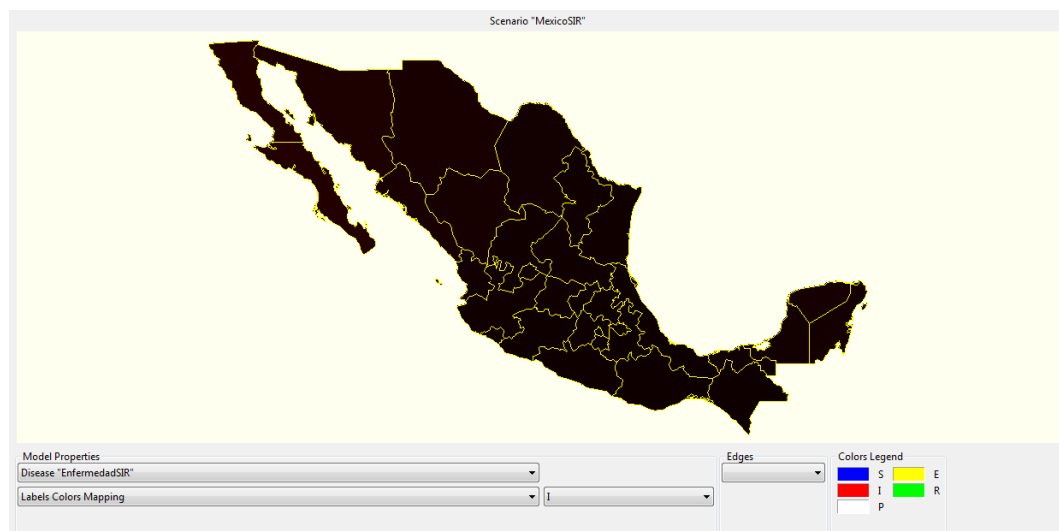 Scenario "MexicoSIR"
Model Properties
Disease "EnfermedadSIR"
Labels Colors Mapping
I
Edges
Colors Legend
S E
I R
P